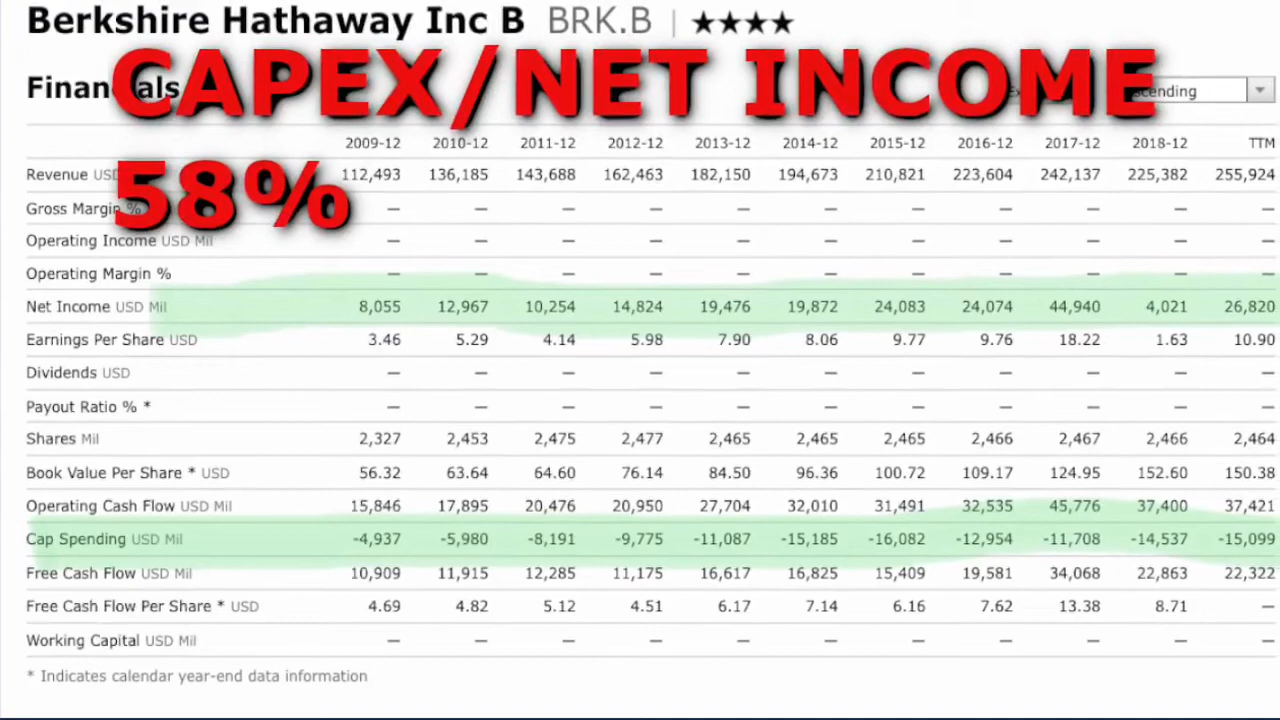 Berkshire Hathaway Inc B BRK.B | ★★★★
CAPEX/NET INCOME
58%
Financials
2009-12 2010-12 2011-12 2012-12 2013-12 2014-12 2015-12 2016-12 2017-12 2018-12 TTM
Revenue USD 112,493 136,185 143,688 162,463 182,150 194,673 210,821 223,604 242,137 225,382 255,924
Gross Margin % — — — — — — — — — — —
Operating Income USD Mil — — — — — — — — — — —
Operating Margin % — — — — — — — — — — —
Net Income USD Mil 8,055 12,967 10,254 14,824 19,476 19,872 24,083 24,074 44,940 4,021 26,820
Earnings Per Share USD 3.46 5.29 4.14 5.98 7.90 8.06 9.77 9.76 18.22 1.63 10.90
Dividends USD — — — — — — — — — — —
Payout Ratio % * — — — — — — — — — — —
Shares Mil 2,327 2,453 2,475 2,477 2,465 2,465 2,465 2,466 2,467 2,466 2,464
Book Value Per Share * USD 56.32 63.64 64.60 76.14 84.50 96.36 100.72 109.17 124.95 152.60 150.38
Operating Cash Flow USD Mil 15,846 17,895 20,476 20,950 27,704 32,010 31,491 32,535 45,776 37,400 37,421
Cap Spending USD Mil -4,937 -5,980 -8,191 -9,775 -11,087 -15,185 -16,082 -12,954 -11,708 -14,537 -15,099
Free Cash Flow USD Mil 10,909 11,915 12,285 11,175 16,617 16,825 15,409 19,581 34,068 22,863 22,322
Free Cash Flow Per Share * USD 4.69 4.82 5.12 4.51 6.17 7.14 6.16 7.62 13.38 8.71 —
Working Capital USD Mil — — — — — — — — — — —
* Indicates calendar year-end data information